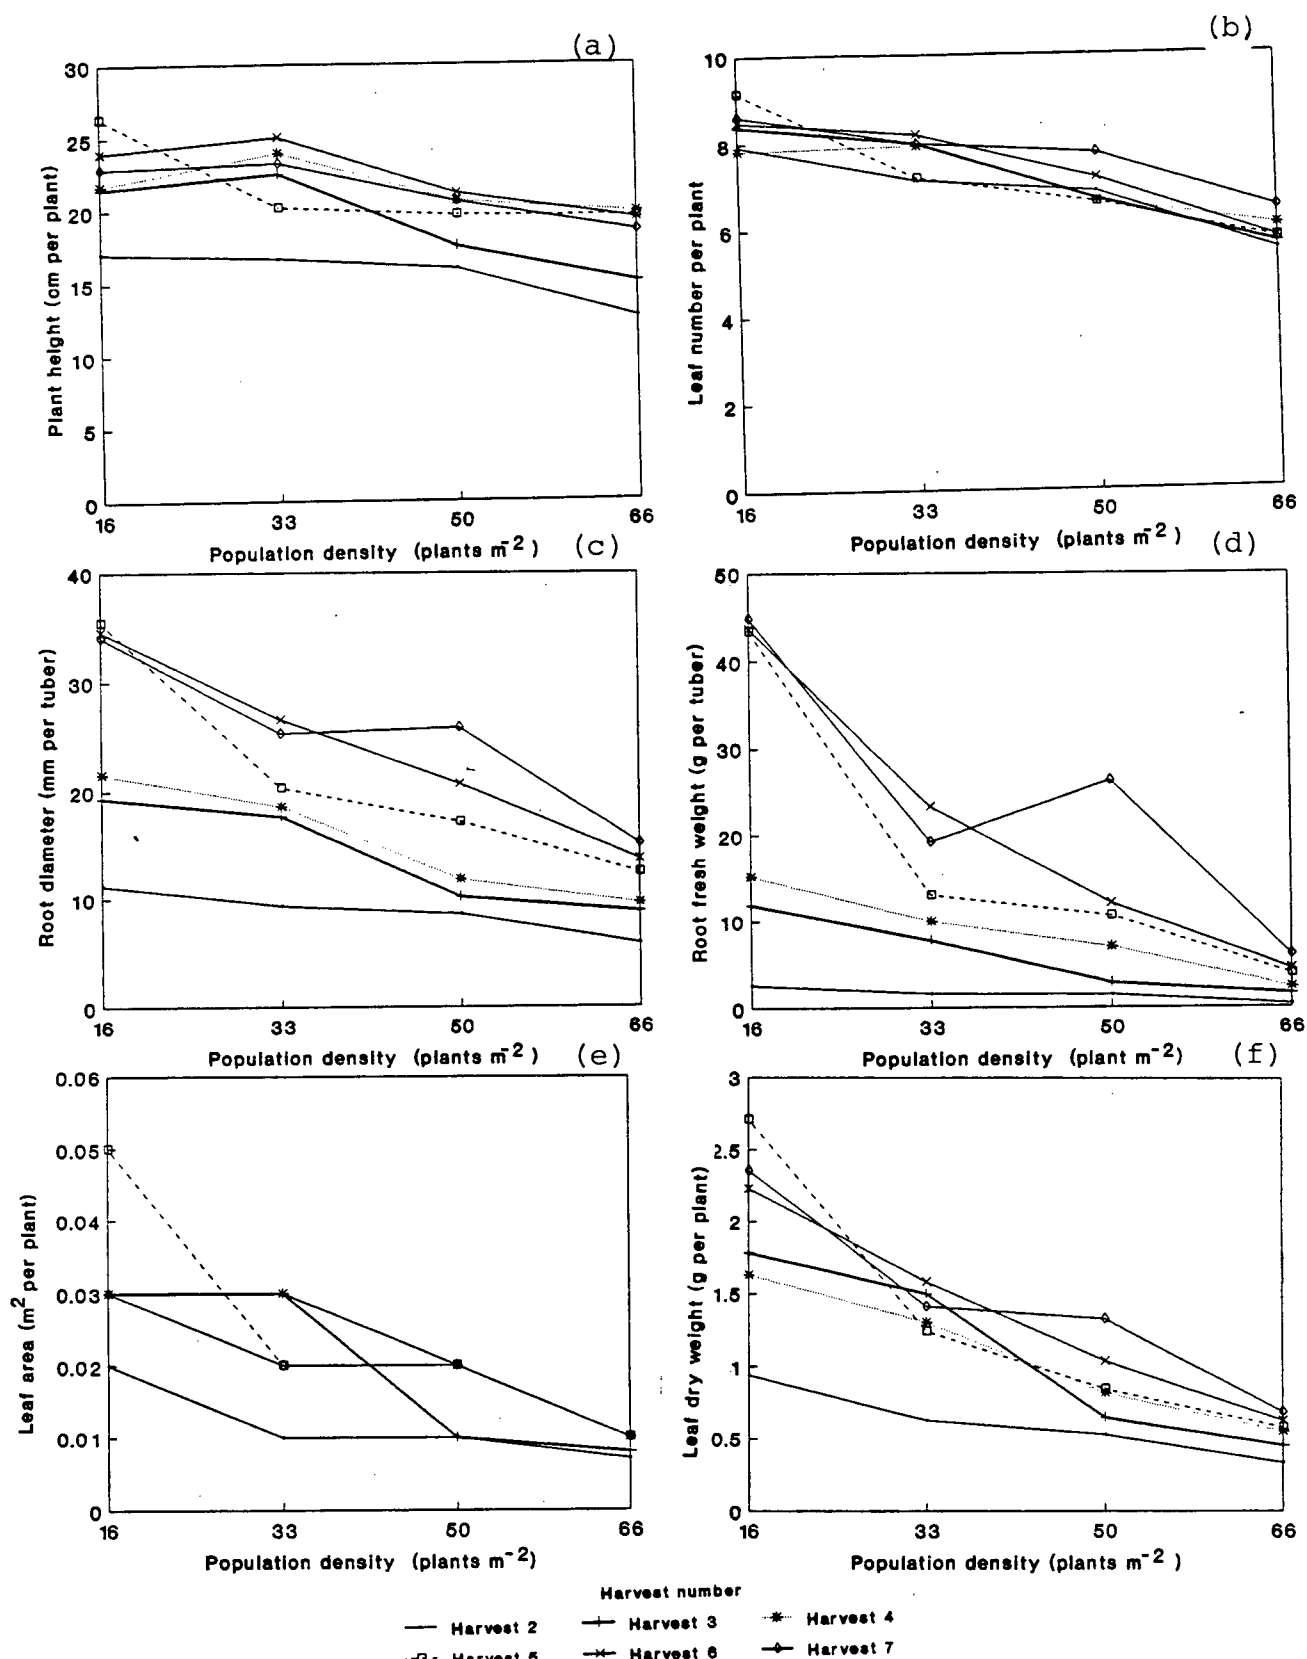 (a)
30
25
20
15
10
5
0
Plant height (cm per plant)
16 33 50 66
Population density (plants m-2)
(b)
10
8
6
4
2
0
Leaf number per plant
16 33 50 66
Population density (plants m-2)
(c)
40
30
20
10
0
Root diameter (mm per tuber)
16 33 50 66
Population density (plants m-2)
(d)
50
40
30
20
10
0
Root fresh weight (g per tuber)
16 33 50 66
Population density (plant m-2)
(e)
0.06
0.05
0.04
0.03
0.02
0.01
0
Leaf area (m2 per plant)
16 33 50 66
Population density (plants m-2)
(f)
3
2.5
2
1.5
1
0.5
0
Leaf dry weight (g per plant)
16 33 50 66
Population density (plants m-2)
Harvest number
Harvest 2 Harvest 3 Harvest 4
Harvest 5 Harvest 6 Harvest 7